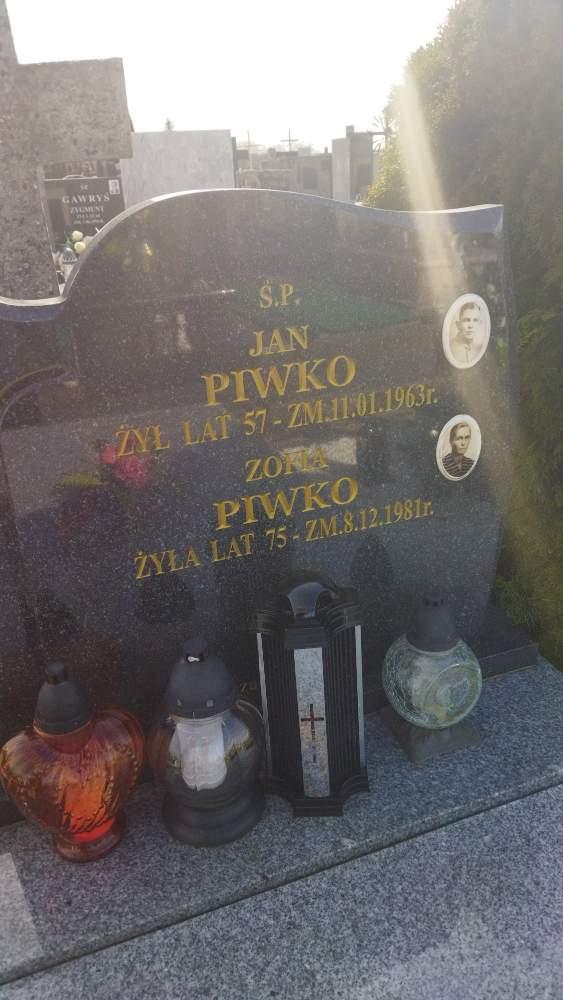 Ś.P.
JAN
PIWKO
ŻYŁ LAT 57 - ZM.11.01.1963r.
ZOFIA
PIWKO
ŻYŁA LAT 75 - ZM.8.12.1981r.
GAWRYŚ
ZYGMUNT